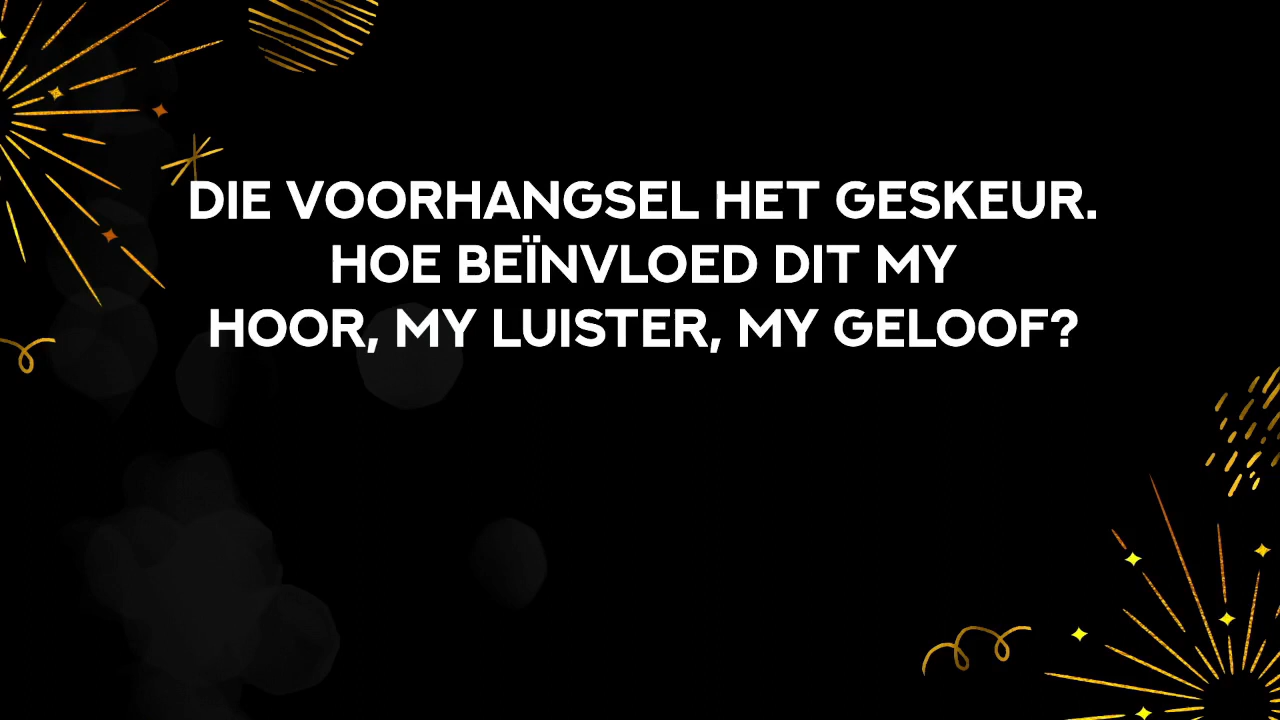 DIE VOORHANGSEL HET GESKEUR.
HOE BEÏNVLOED DIT MY
HOOR, MY LUISTER, MY GELOOF?